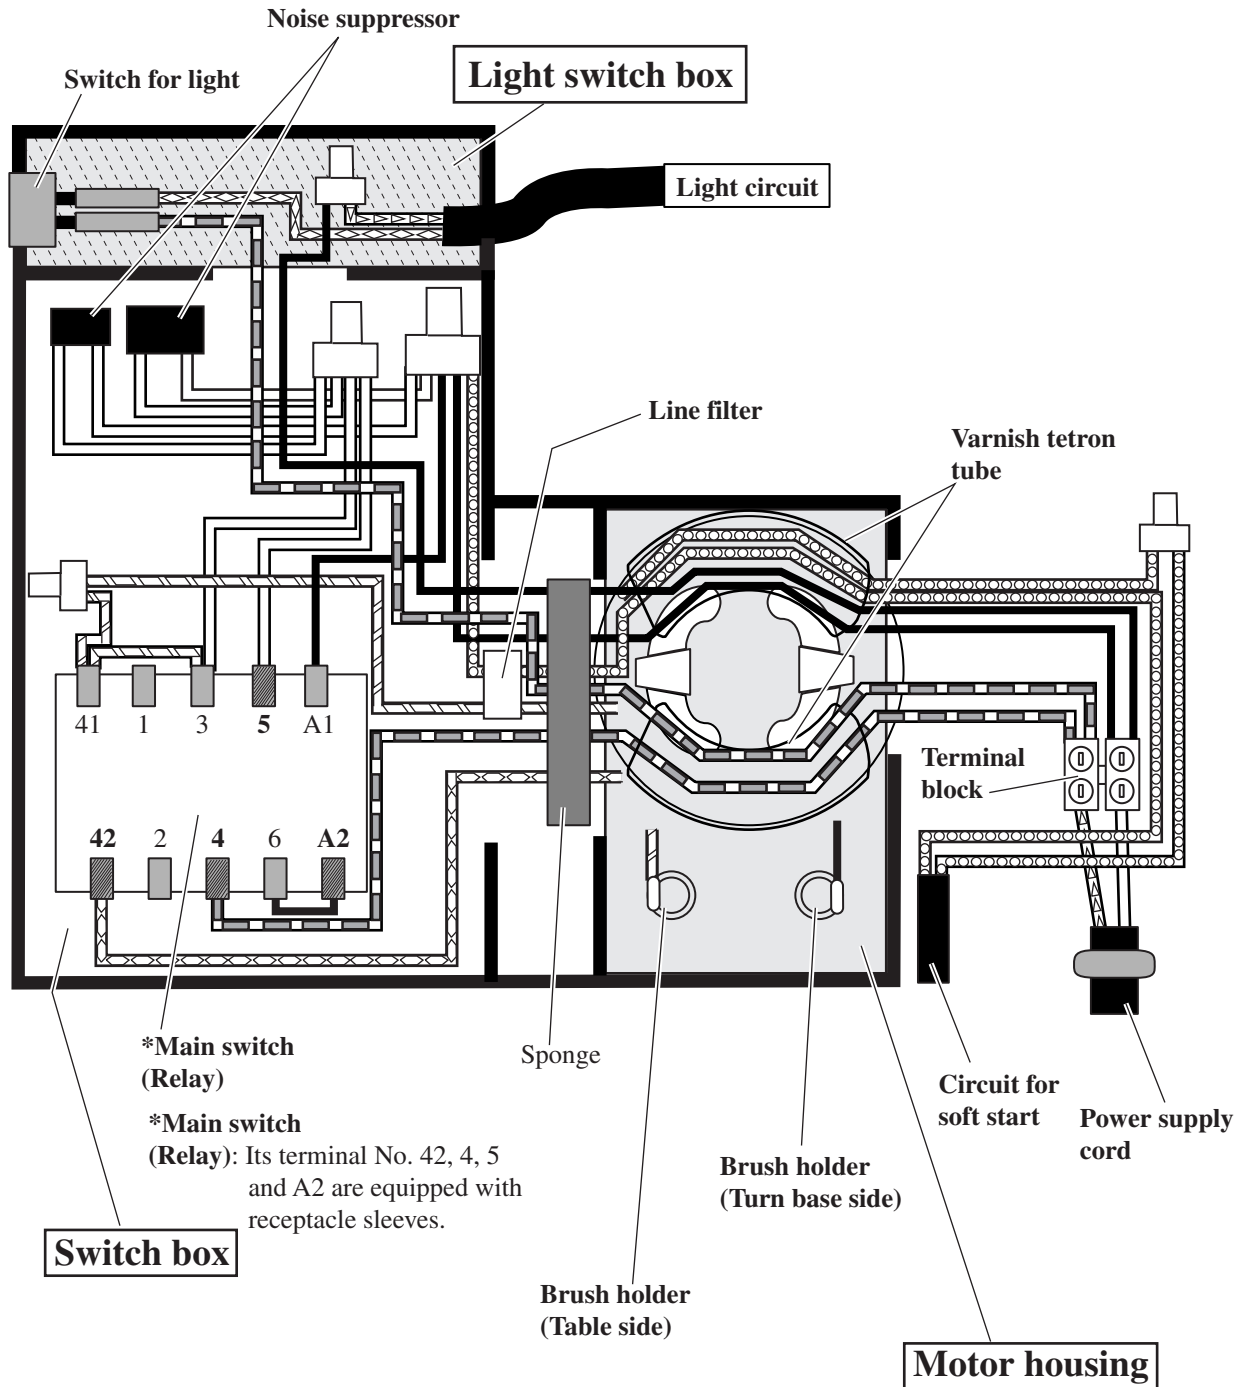 Noise suppressor
Switch for light
Light switch box
Light circuit
Line filter
Varnish tetron
tube
41
1
3
5
A1
Terminal
block
42
2
4
6
A2
*Main switch
(Relay)
Sponge
Circuit for
soft start
Power supply
cord
*Main switch
(Relay): Its terminal No. 42, 4, 5
and A2 are equipped with
receptacle sleeves.
Brush holder
(Turn base side)
Switch box
Brush holder
(Table side)
Motor housing